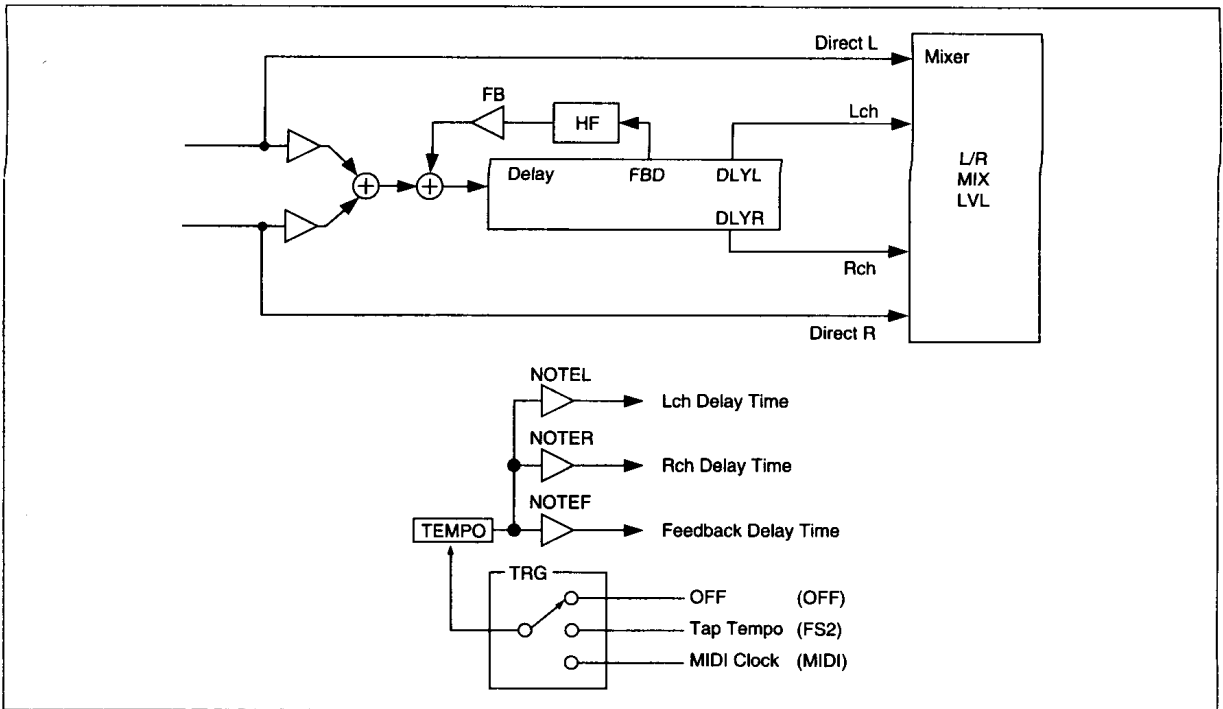 Direct L
Mixer
FB
Lch
HF
L/R
MIX
LVL
Delay
FBD
DLYL
DLYR
Rch
Direct R
NOTEL
Lch Delay Time
NOTER
Rch Delay Time
NOTEF
TEMPO
Feedback Delay Time
TRG
OFF (OFF)
Tap Tempo (FS2)
MIDI Clock (MIDI)